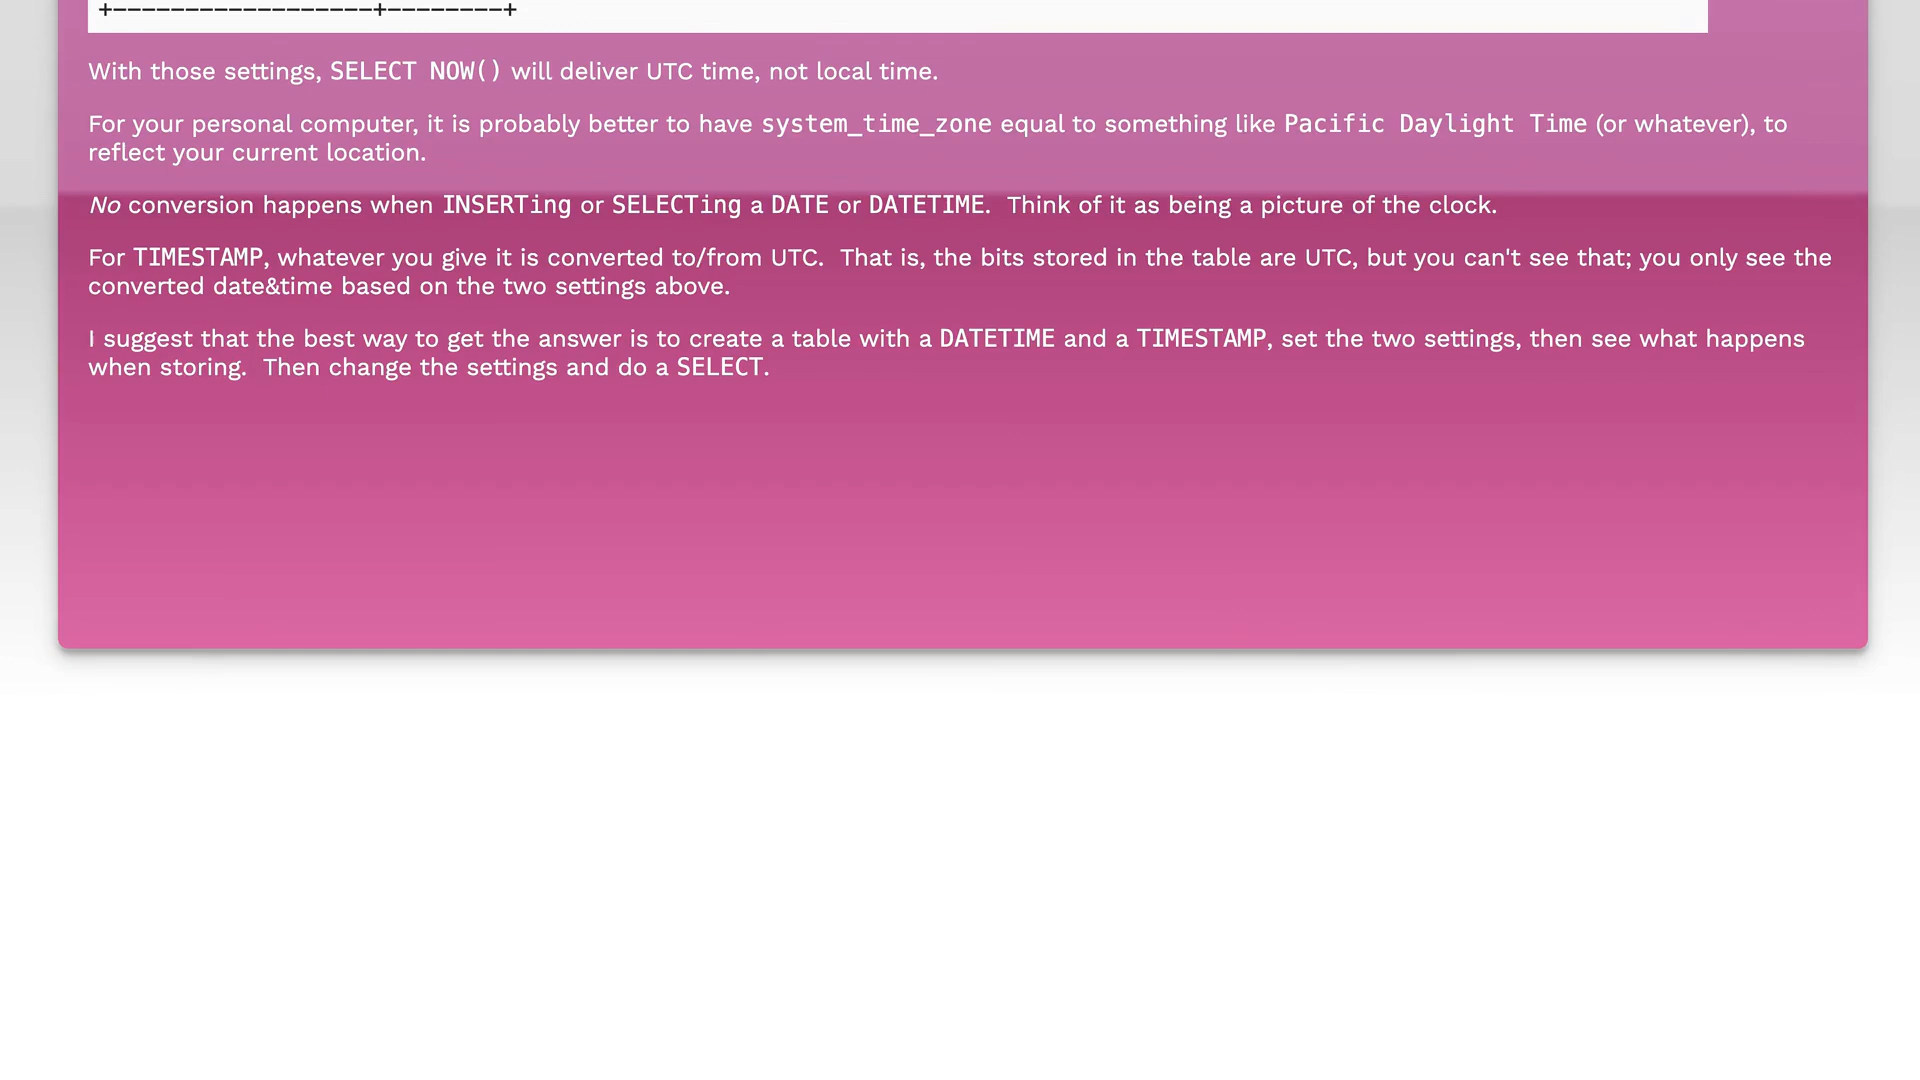 +-----------------+--------+
With those settings, SELECT NOW() will deliver UTC time, not local time.
For your personal computer, it is probably better to have system_time_zone equal to something like Pacific Daylight Time (or whatever), to
reflect your current location.
No conversion happens when INSERTing or SELECTing a DATE or DATETIME.  Think of it as being a picture of the clock.
For TIMESTAMP, whatever you give it is converted to/from UTC.  That is, the bits stored in the table are UTC, but you can't see that; you only see the
converted date&time based on the two settings above.
I suggest that the best way to get the answer is to create a table with a DATETIME and a TIMESTAMP, set the two settings, then see what happens
when storing.  Then change the settings and do a SELECT.